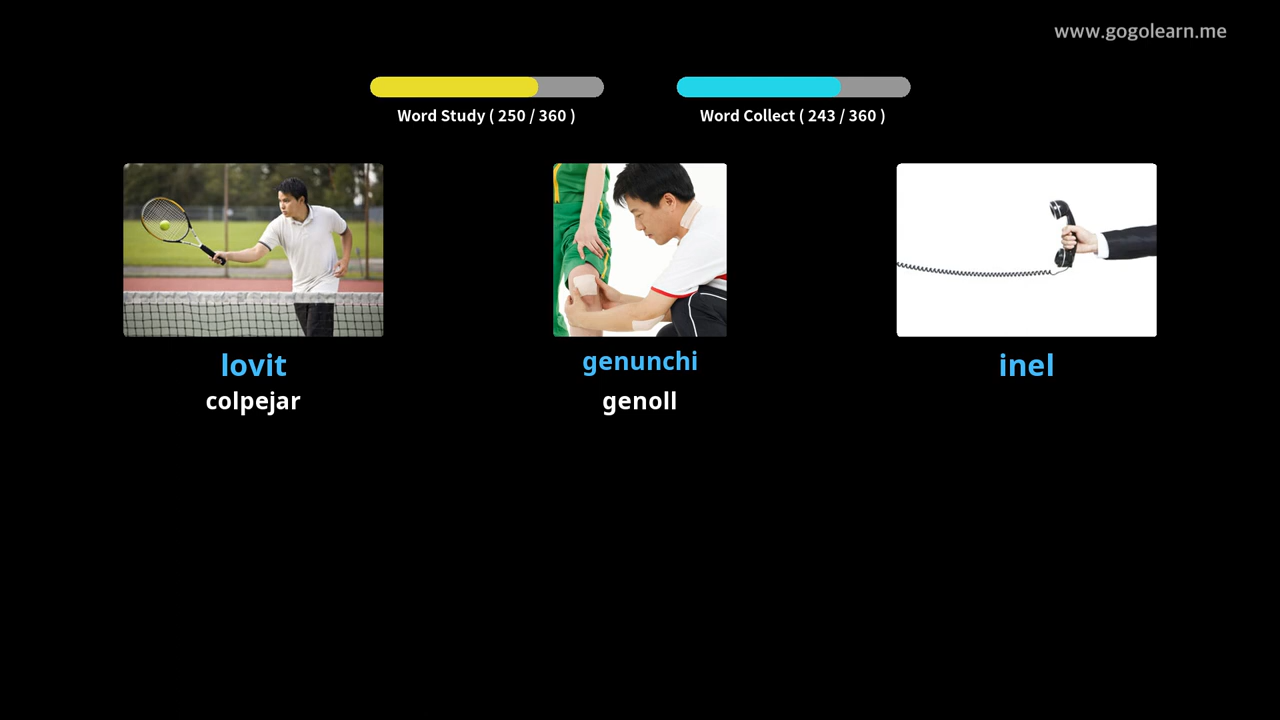 www.gogolearn.me
Word Study ( 250 / 360 )
Word Collect ( 243 / 360 )
lovit
colpejar
genunchi
genoll
inel